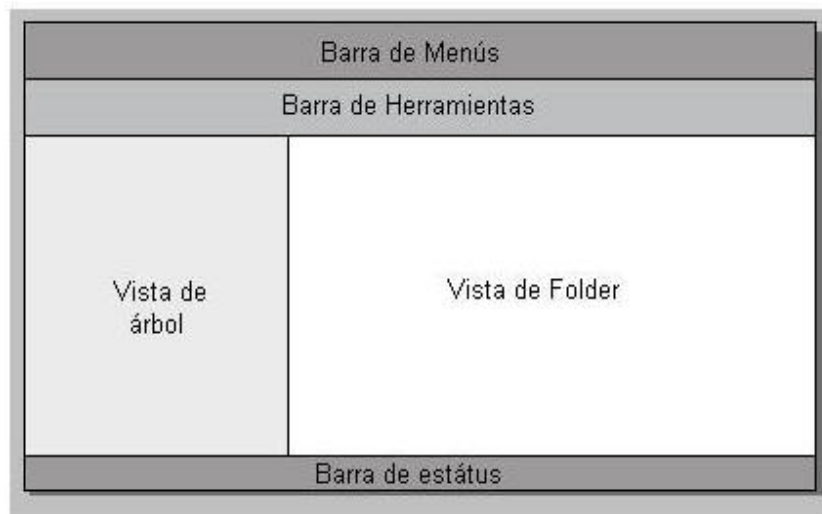 Barra de Menús
Barra de Herramientas
Vista de
árbol
Vista de Folder
Barra de estátus